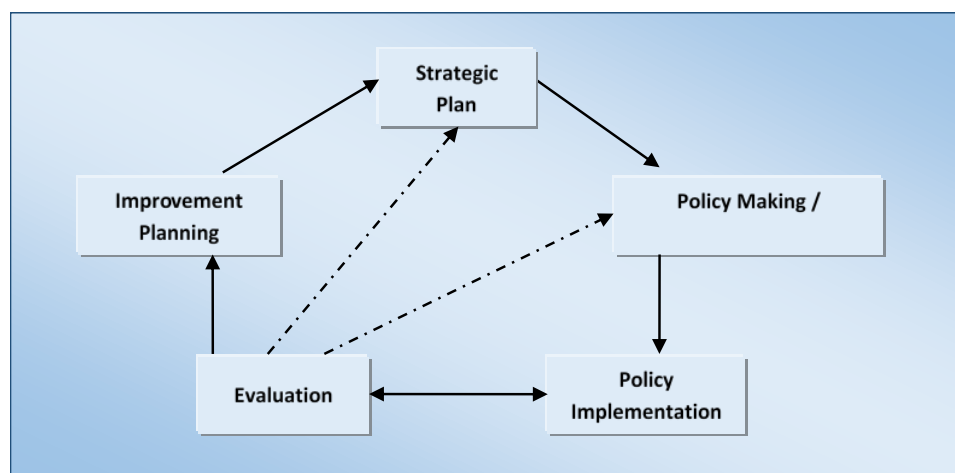 Strategic
Plan
Improvement
Planning
Policy Making /
Evaluation
Policy
Implementation